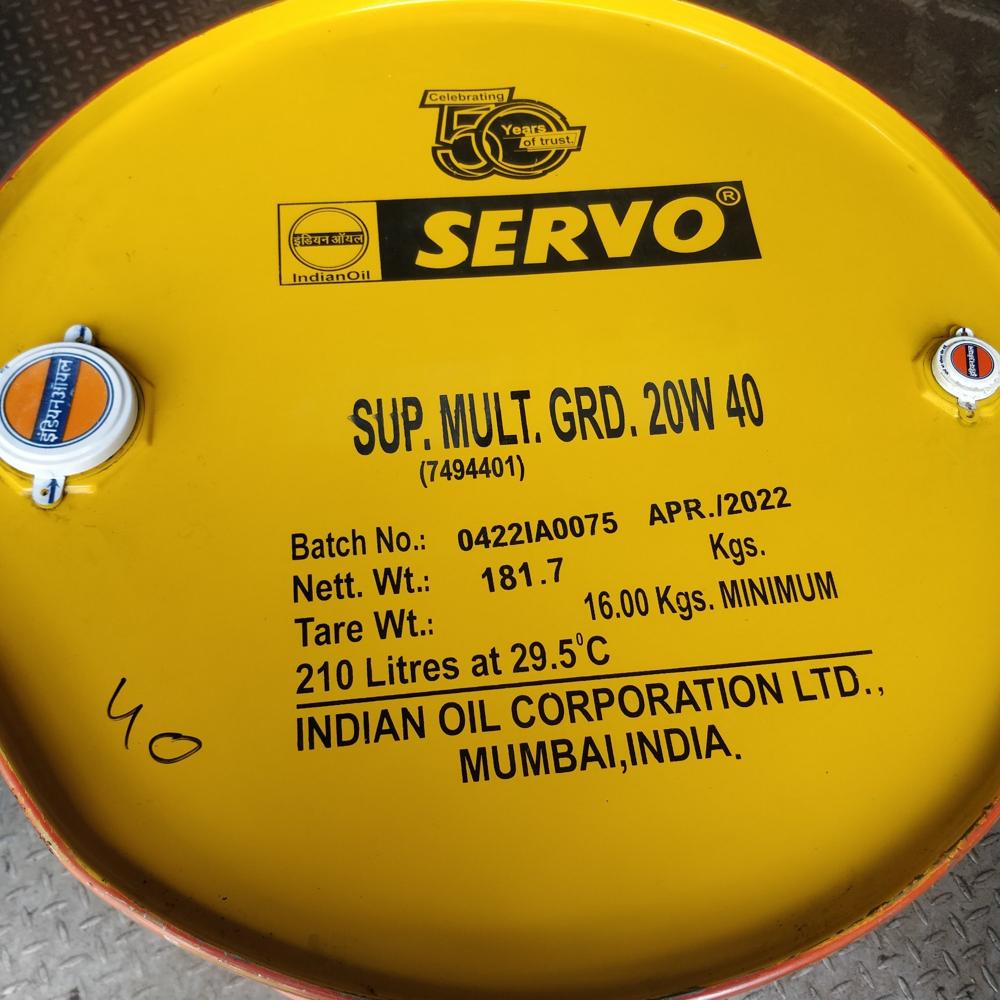 Celebrating
50 Years
of trust.
इंडियनऑयल
IndianOil
SERVO®
इंडियनऑयल
SUP. MULT. GRD. 20W 40
(7494401)
Batch No.: 0422IA0075 APR./2022
Nett. Wt.: 181.7 Kgs.
Tare Wt.: 16.00 Kgs. MINIMUM
210 Litres at 29.5⁰C
INDIAN OIL CORPORATION LTD.,
MUMBAI,INDIA.
40